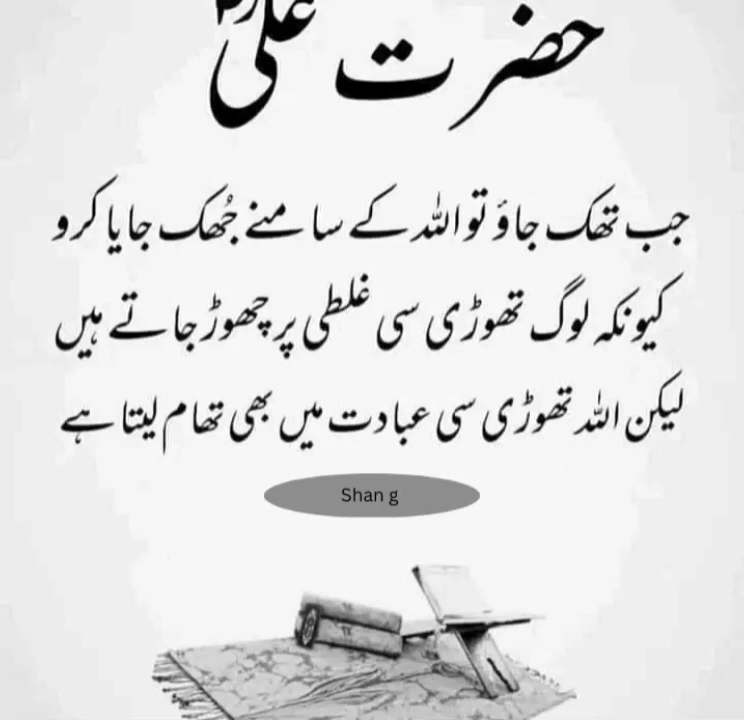 حضرت علیؓ
جب تھک جاؤ تو اللہ کے سامنے جُھک جایا کرو
کیونکہ لوگ تھوڑی سی غلطی پر چھوڑ جاتے ہیں
لیکن اللہ تھوڑی سی عبادت میں بھی تھام لیتا ہے
Shan g